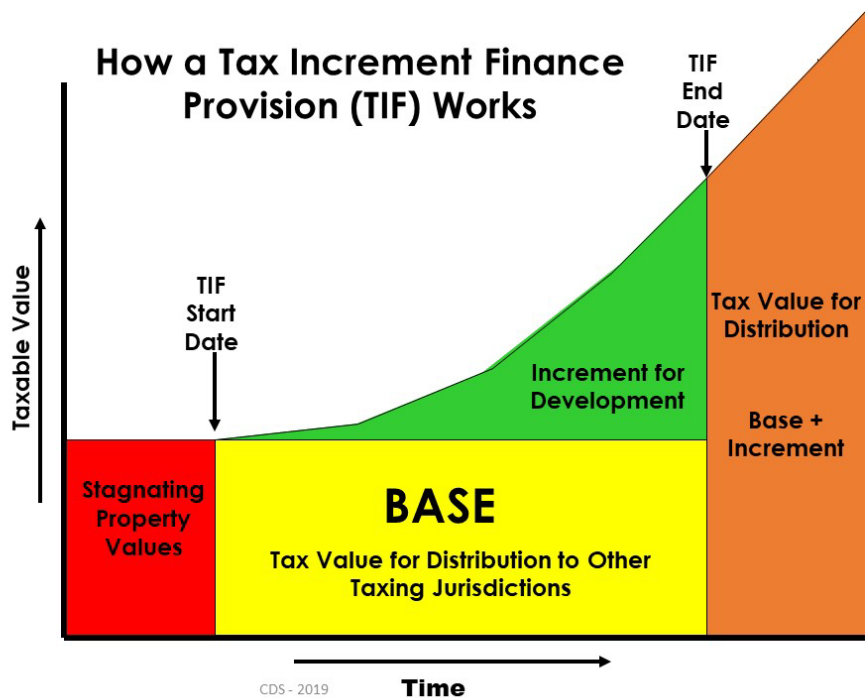 How a Tax Increment Finance
Provision (TIF) Works
TIF
End
Date
TIF
Start
Date
Taxable Value
Tax Value for
Distribution
Increment for
Development
Base +
Increment
Stagnating
Property
Values
BASE
Tax Value for Distribution to Other
Taxing Jurisdictions
CDS - 2019
Time